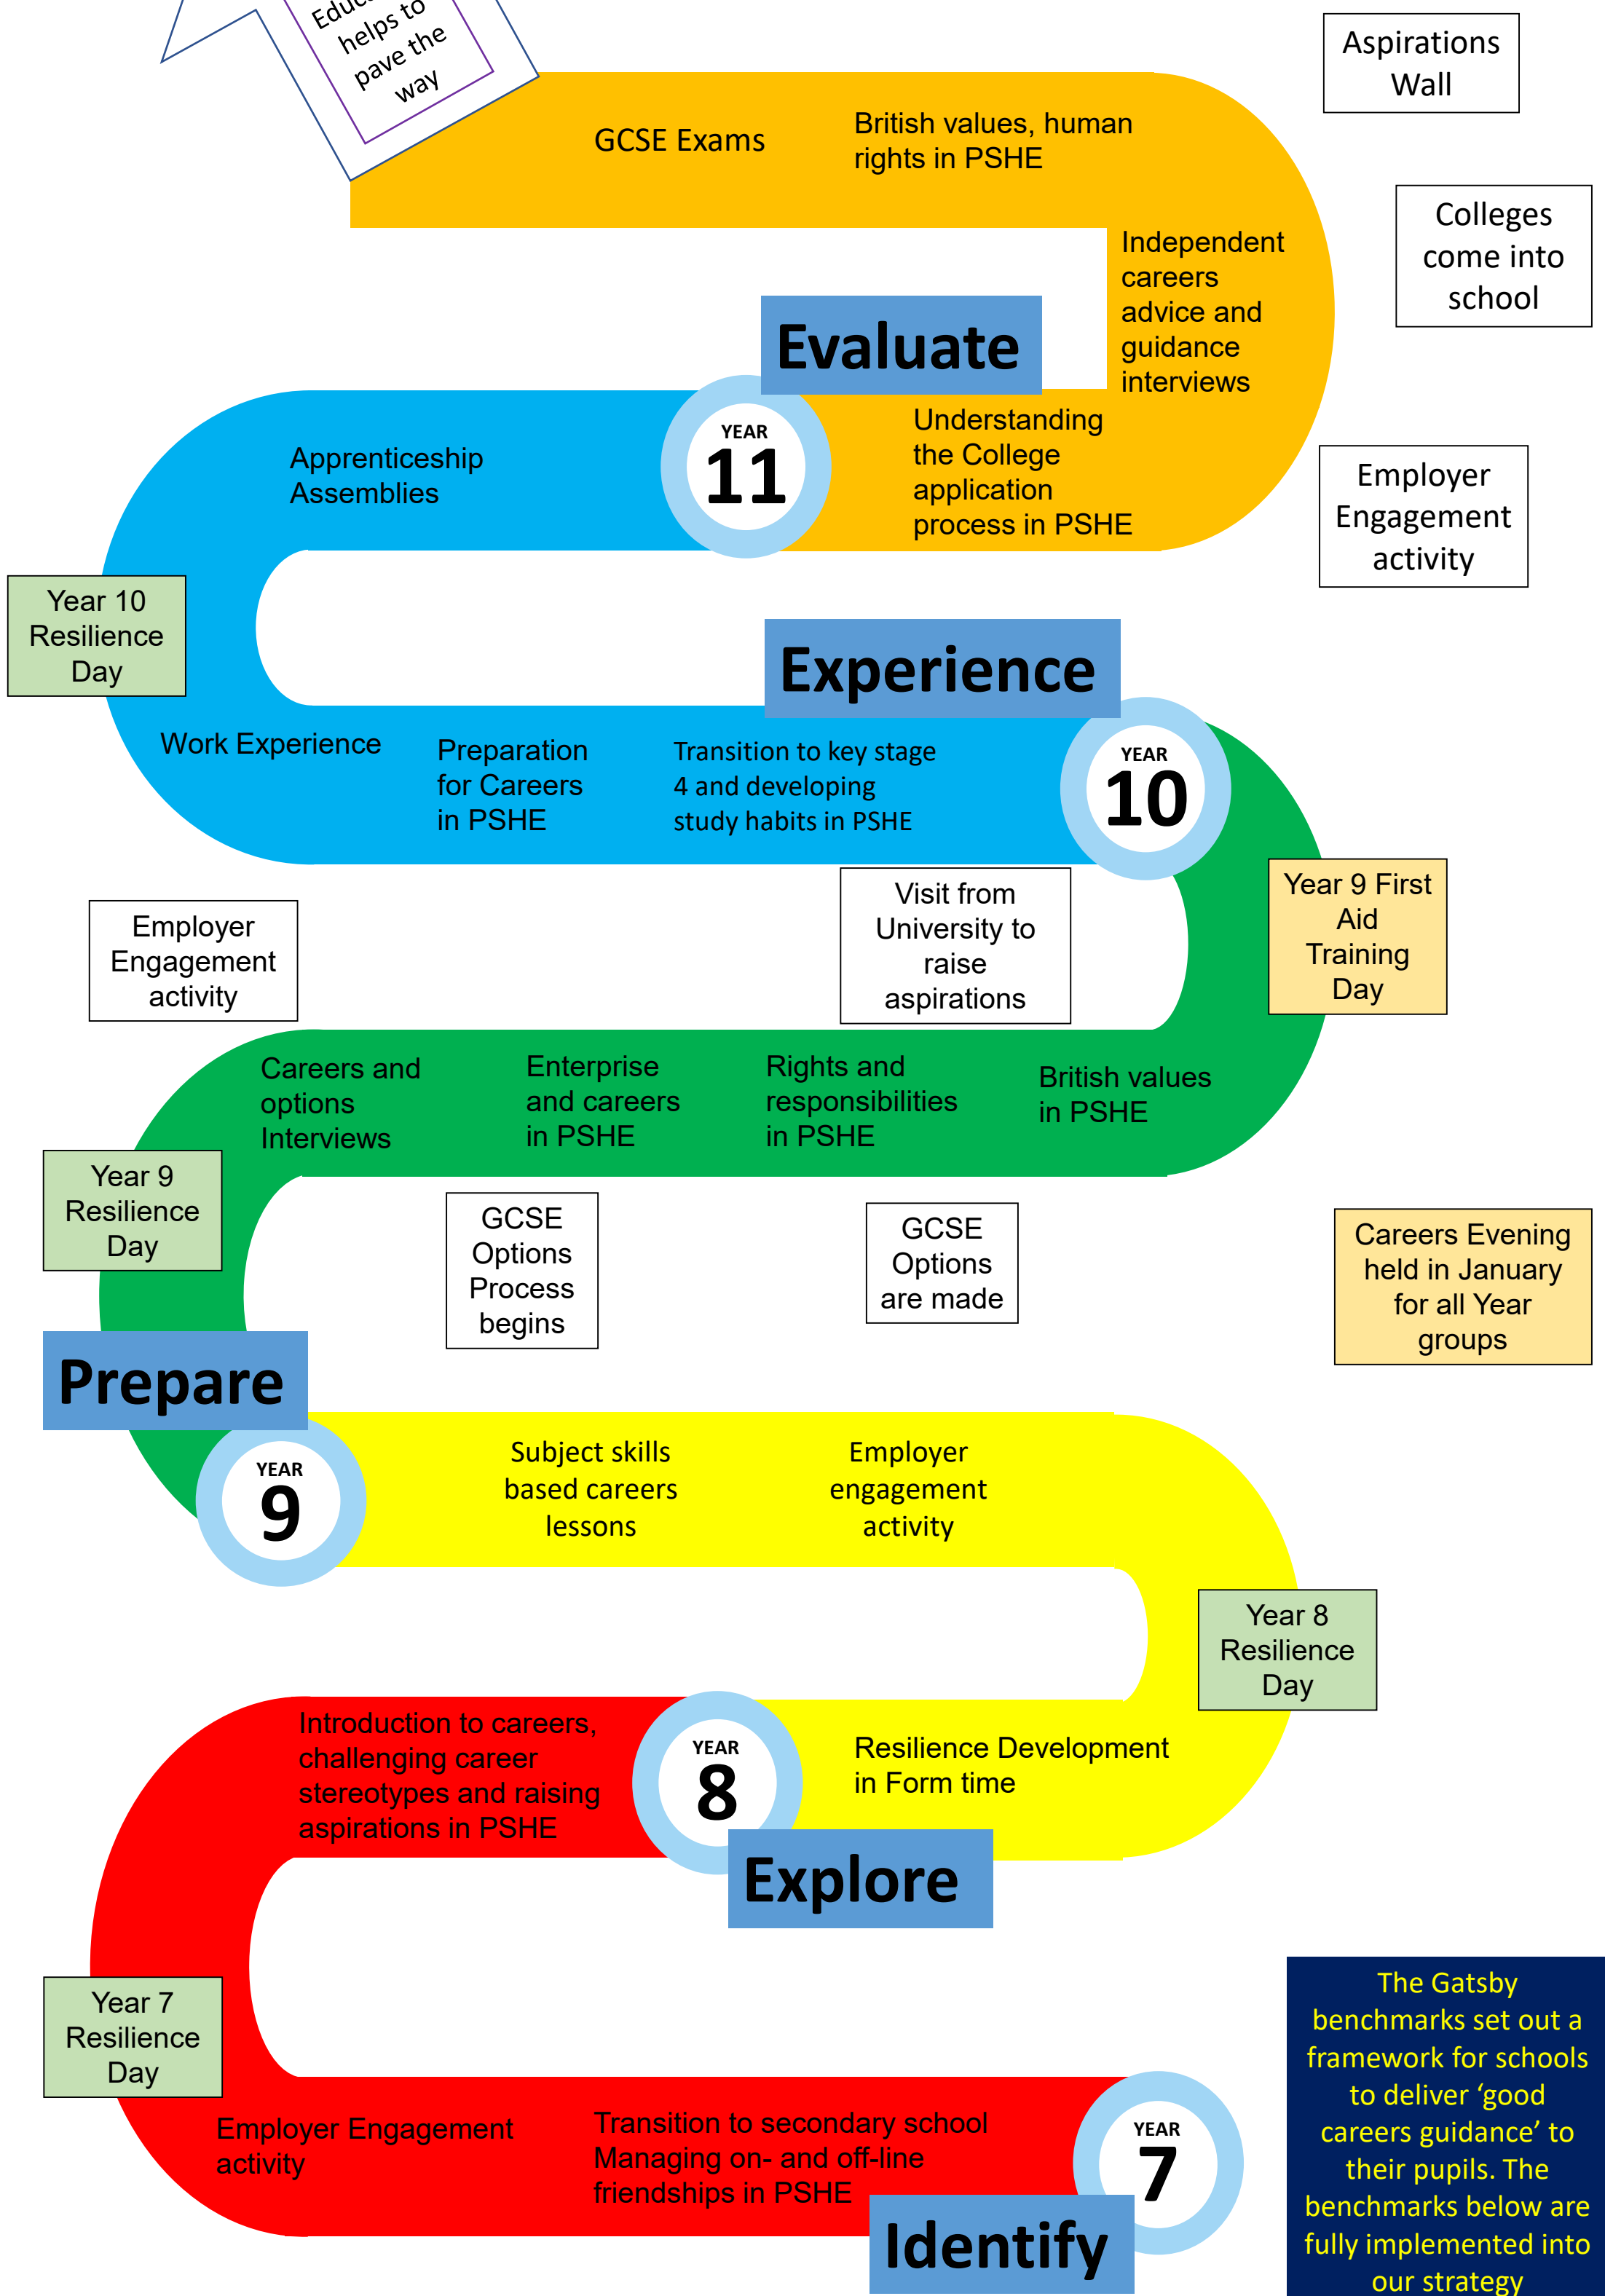 helps to
pave the
way
Aspirations
Wall
GCSE Exams
British values, human
rights in PSHE
Colleges
come into
school
Independent
careers
advice and
guidance
interviews
Evaluate
YEAR
11
Understanding
the College
application
process in PSHE
Apprenticeship
Assemblies
Employer
Engagement
activity
Year 10
Resilience
Day
Experience
Work Experience
Preparation
for Careers
in PSHE
Transition to key stage
4 and developing
study habits in PSHE
YEAR
10
Visit from
University to
raise
aspirations
Year 9 First
Aid
Training
Day
Employer
Engagement
activity
Careers and
options
Interviews
Enterprise
and careers
in PSHE
Rights and
responsibilities
in PSHE
British values
in PSHE
Year 9
Resilience
Day
GCSE
Options
Process
begins
GCSE
Options
are made
Careers Evening
held in January
for all Year
groups
Prepare
YEAR
9
Subject skills
based careers
lessons
Employer
engagement
activity
Year 8
Resilience
Day
Introduction to careers,
challenging career
stereotypes and raising
aspirations in PSHE
YEAR
8
Resilience Development
in Form time
Explore
Year 7
Resilience
Day
Employer Engagement
activity
Transition to secondary school
Managing on- and off-line
friendships in PSHE
YEAR
7
Identify
The Gatsby
benchmarks set out a
framework for schools
to deliver ‘good
careers guidance’ to
their pupils. The
benchmarks below are
fully implemented into
our strategy